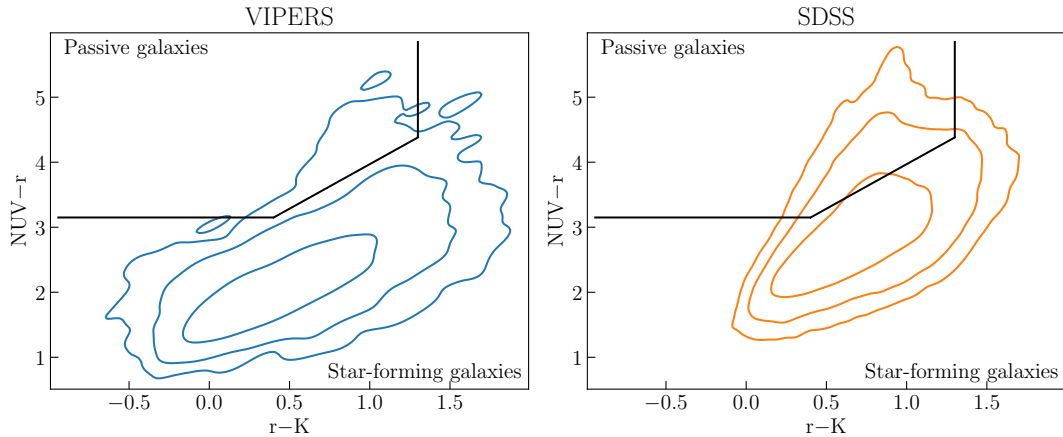 VIPERS
Passive galaxies
5
4
3
2
1
NUV−r
Star-forming galaxies
−0.5 0.0 0.5 1.0 1.5
r−K
SDSS
Passive galaxies
5
4
3
2
1
NUV−r
Star-forming galaxies
−0.5 0.0 0.5 1.0 1.5
r−K